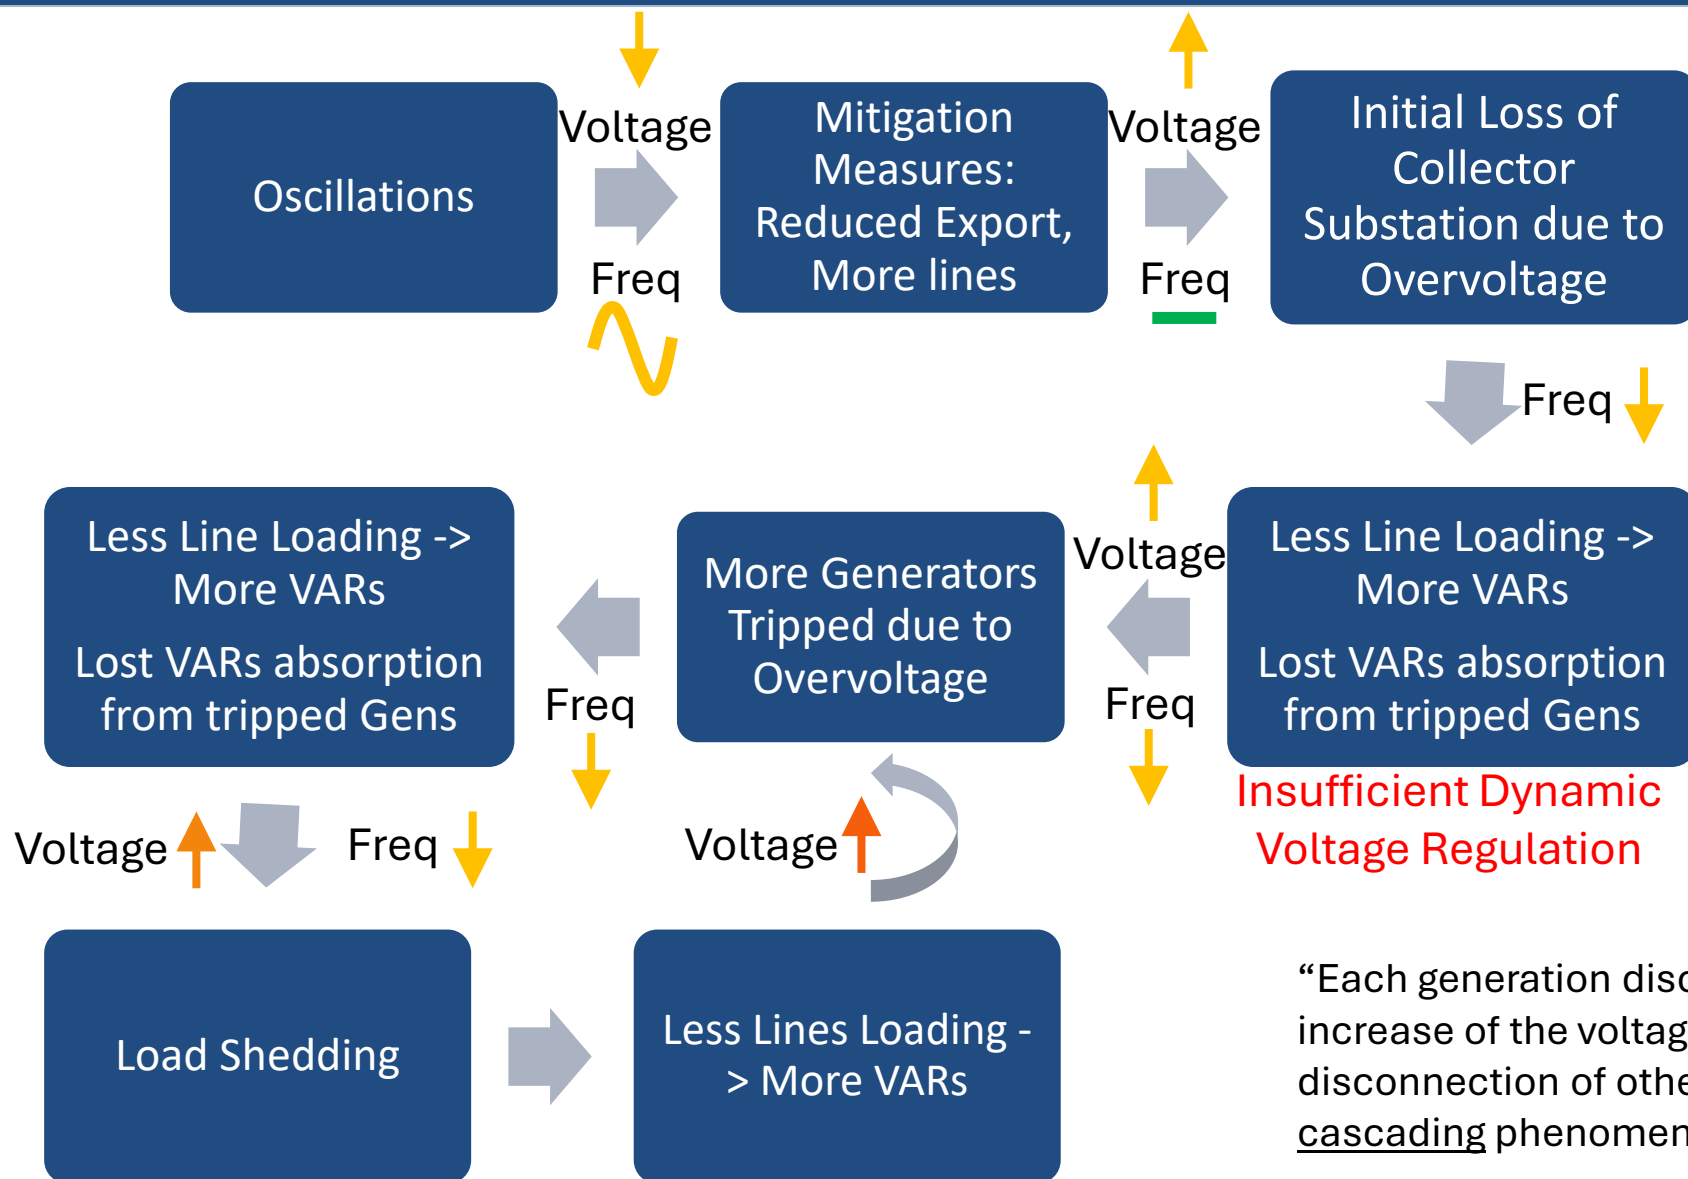 Oscillations
Voltage
Freq
Mitigation
Measures:
Reduced Export,
More lines
Voltage
Freq
Initial Loss of
Collector
Substation due to
Overvoltage
Freq
Less Line Loading ->
More VARs
Lost VARs absorption
from tripped Gens
Insufficient Dynamic
Voltage Regulation
Voltage
Freq
More Generators
Tripped due to
Overvoltage
Freq
Less Line Loading ->
More VARs
Lost VARs absorption
from tripped Gens
Voltage
Freq
Load Shedding
Less Lines Loading -
> More VARs
Voltage
“Each generation disc
increase of the voltag
disconnection of othe
cascading phenomen